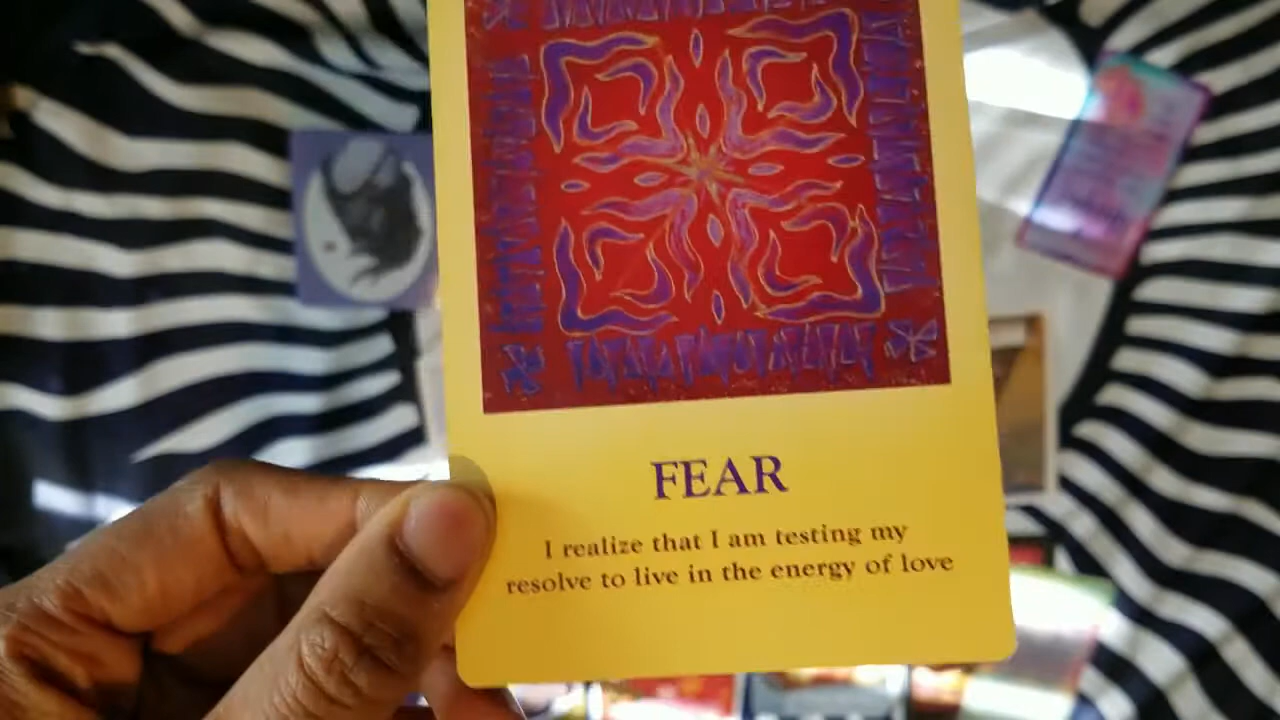 FEAR
I realize that I am testing my
resolve to live in the energy of love